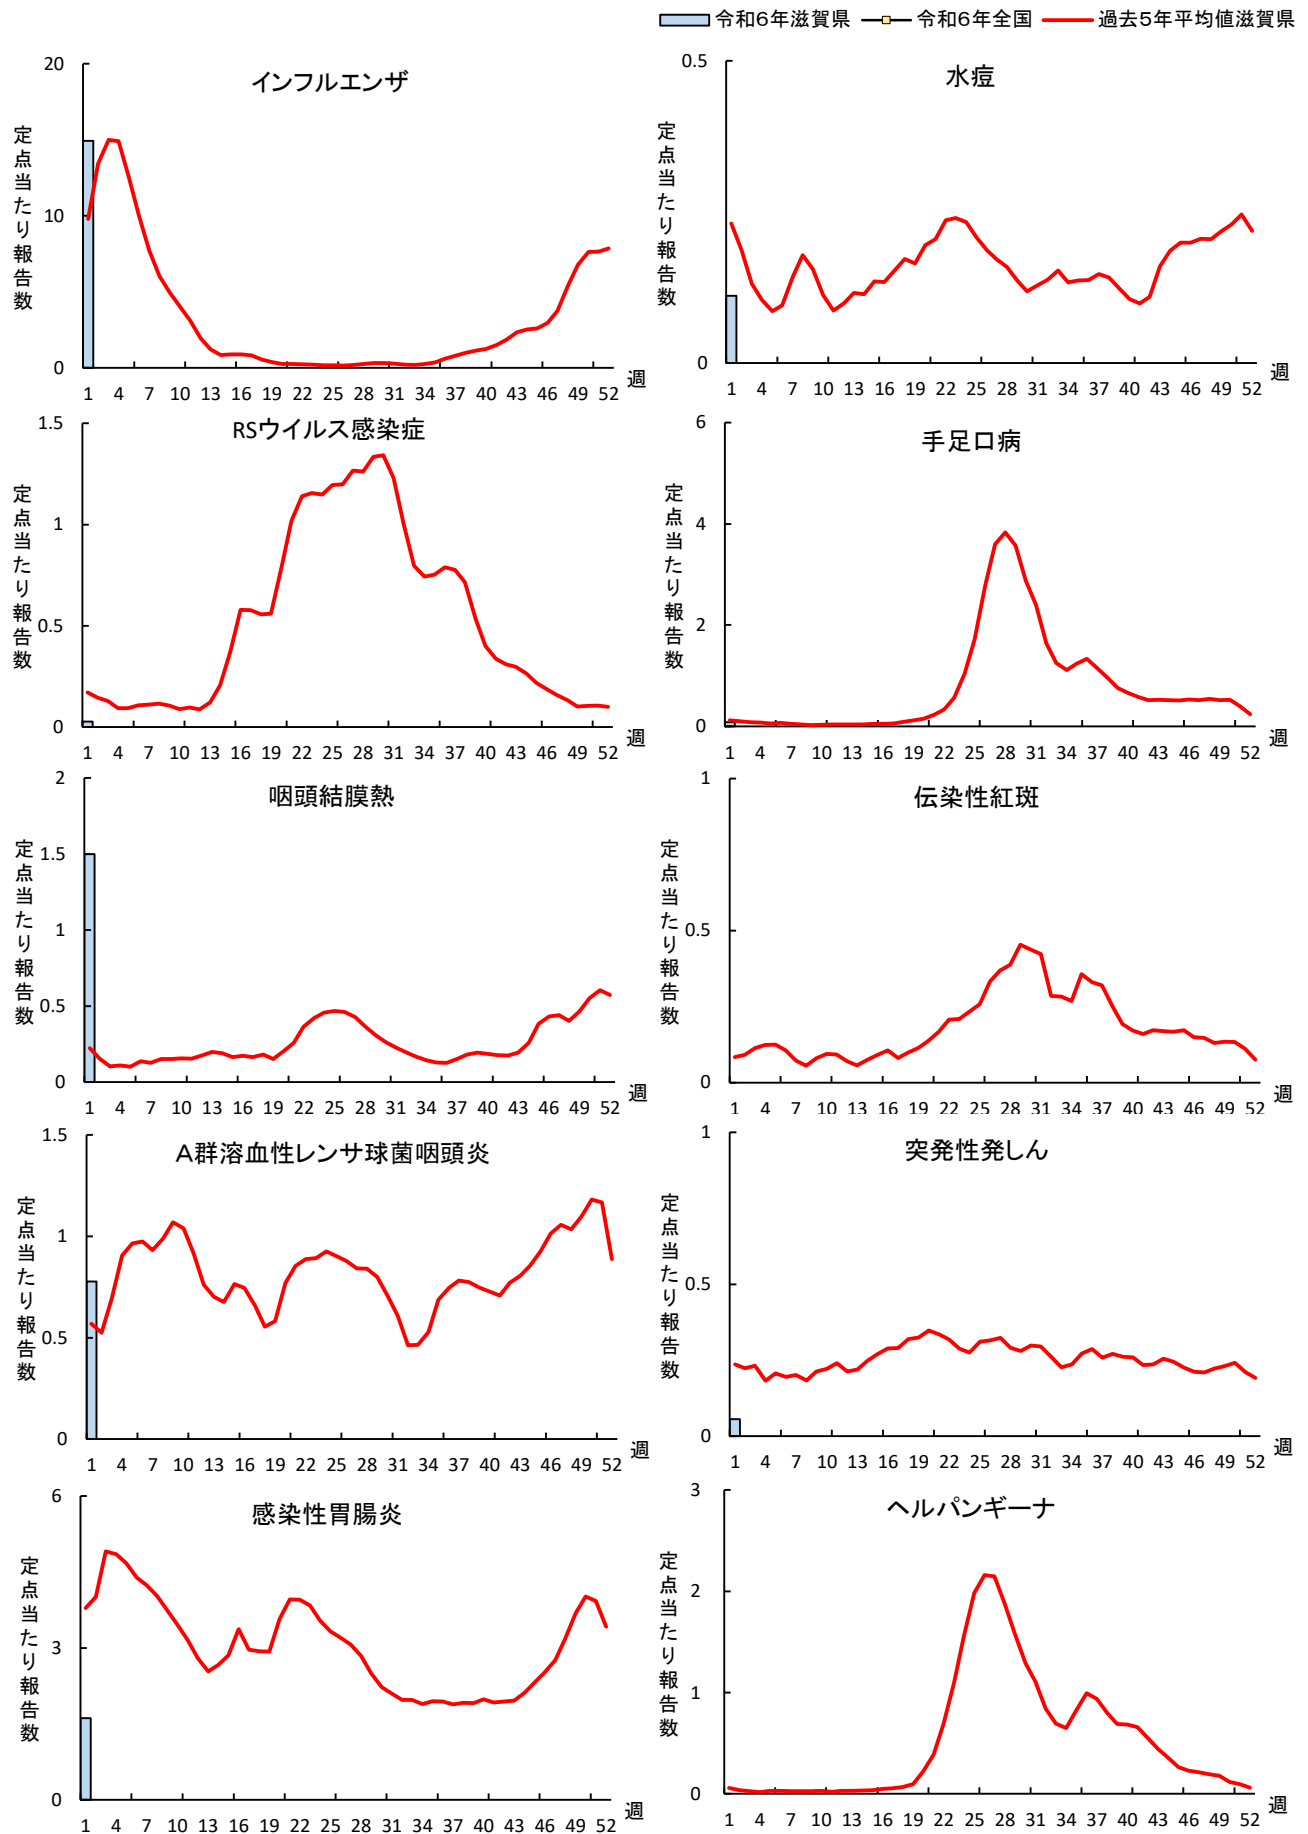 令和６年滋賀県 令和６年全国 過去５年平均値滋賀県
インフルエンザ
定点当たり報告数
20
10
0
1 4 7 10 13 16 19 22 25 28 31 34 37 40 43 46 49 52 週
水痘
定点当たり報告数
0.5
0
1 4 7 10 13 16 19 22 25 28 31 34 37 40 43 46 49 52 週
RSウイルス感染症
定点当たり報告数
1.5
1
0.5
0
1 4 7 10 13 16 19 22 25 28 31 34 37 40 43 46 49 52 週
手足口病
定点当たり報告数
6
4
2
0
1 4 7 10 13 16 19 22 25 28 31 34 37 40 43 46 49 52 週
咽頭結膜熱
定点当たり報告数
2
1.5
1
0.5
0
1 4 7 10 13 16 19 22 25 28 31 34 37 40 43 46 49 52 週
伝染性紅斑
定点当たり報告数
1
0.5
0
1 4 7 10 13 16 19 22 25 28 31 34 37 40 43 46 49 52 週
A群溶血性レンサ球菌咽頭炎
定点当たり報告数
1.5
1
0.5
0
1 4 7 10 13 16 19 22 25 28 31 34 37 40 43 46 49 52 週
突発性発しん
定点当たり報告数
1
0.5
0
1 4 7 10 13 16 19 22 25 28 31 34 37 40 43 46 49 52 週
感染性胃腸炎
定点当たり報告数
6
3
0
1 4 7 10 13 16 19 22 25 28 31 34 37 40 43 46 49 52 週
ヘルパンギーナ
定点当たり報告数
3
2
1
0
1 4 7 10 13 16 19 22 25 28 31 34 37 40 43 46 49 52 週